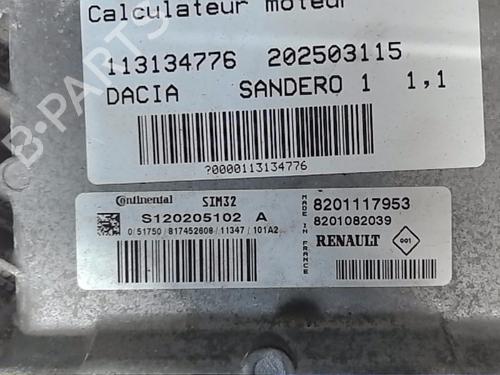 Calculateur moteur
113134776 202503115
DACIA SANDERO 1 1,1
?0000113134776
Continental SIM32
S120205102 A
0/51750/817452608/11347/101A2
MADE IN FRANCE
8201117953
8201082039
RENAULT 001